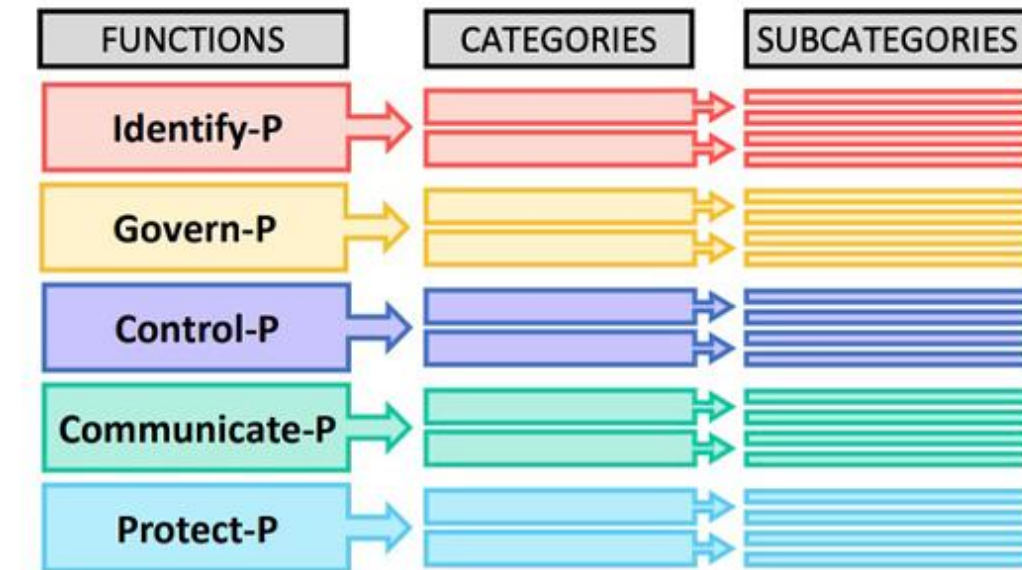 FUNCTIONS
CATEGORIES
SUBCATEGORIES
Identify-P
Govern-P
Control-P
Communicate-P
Protect-P